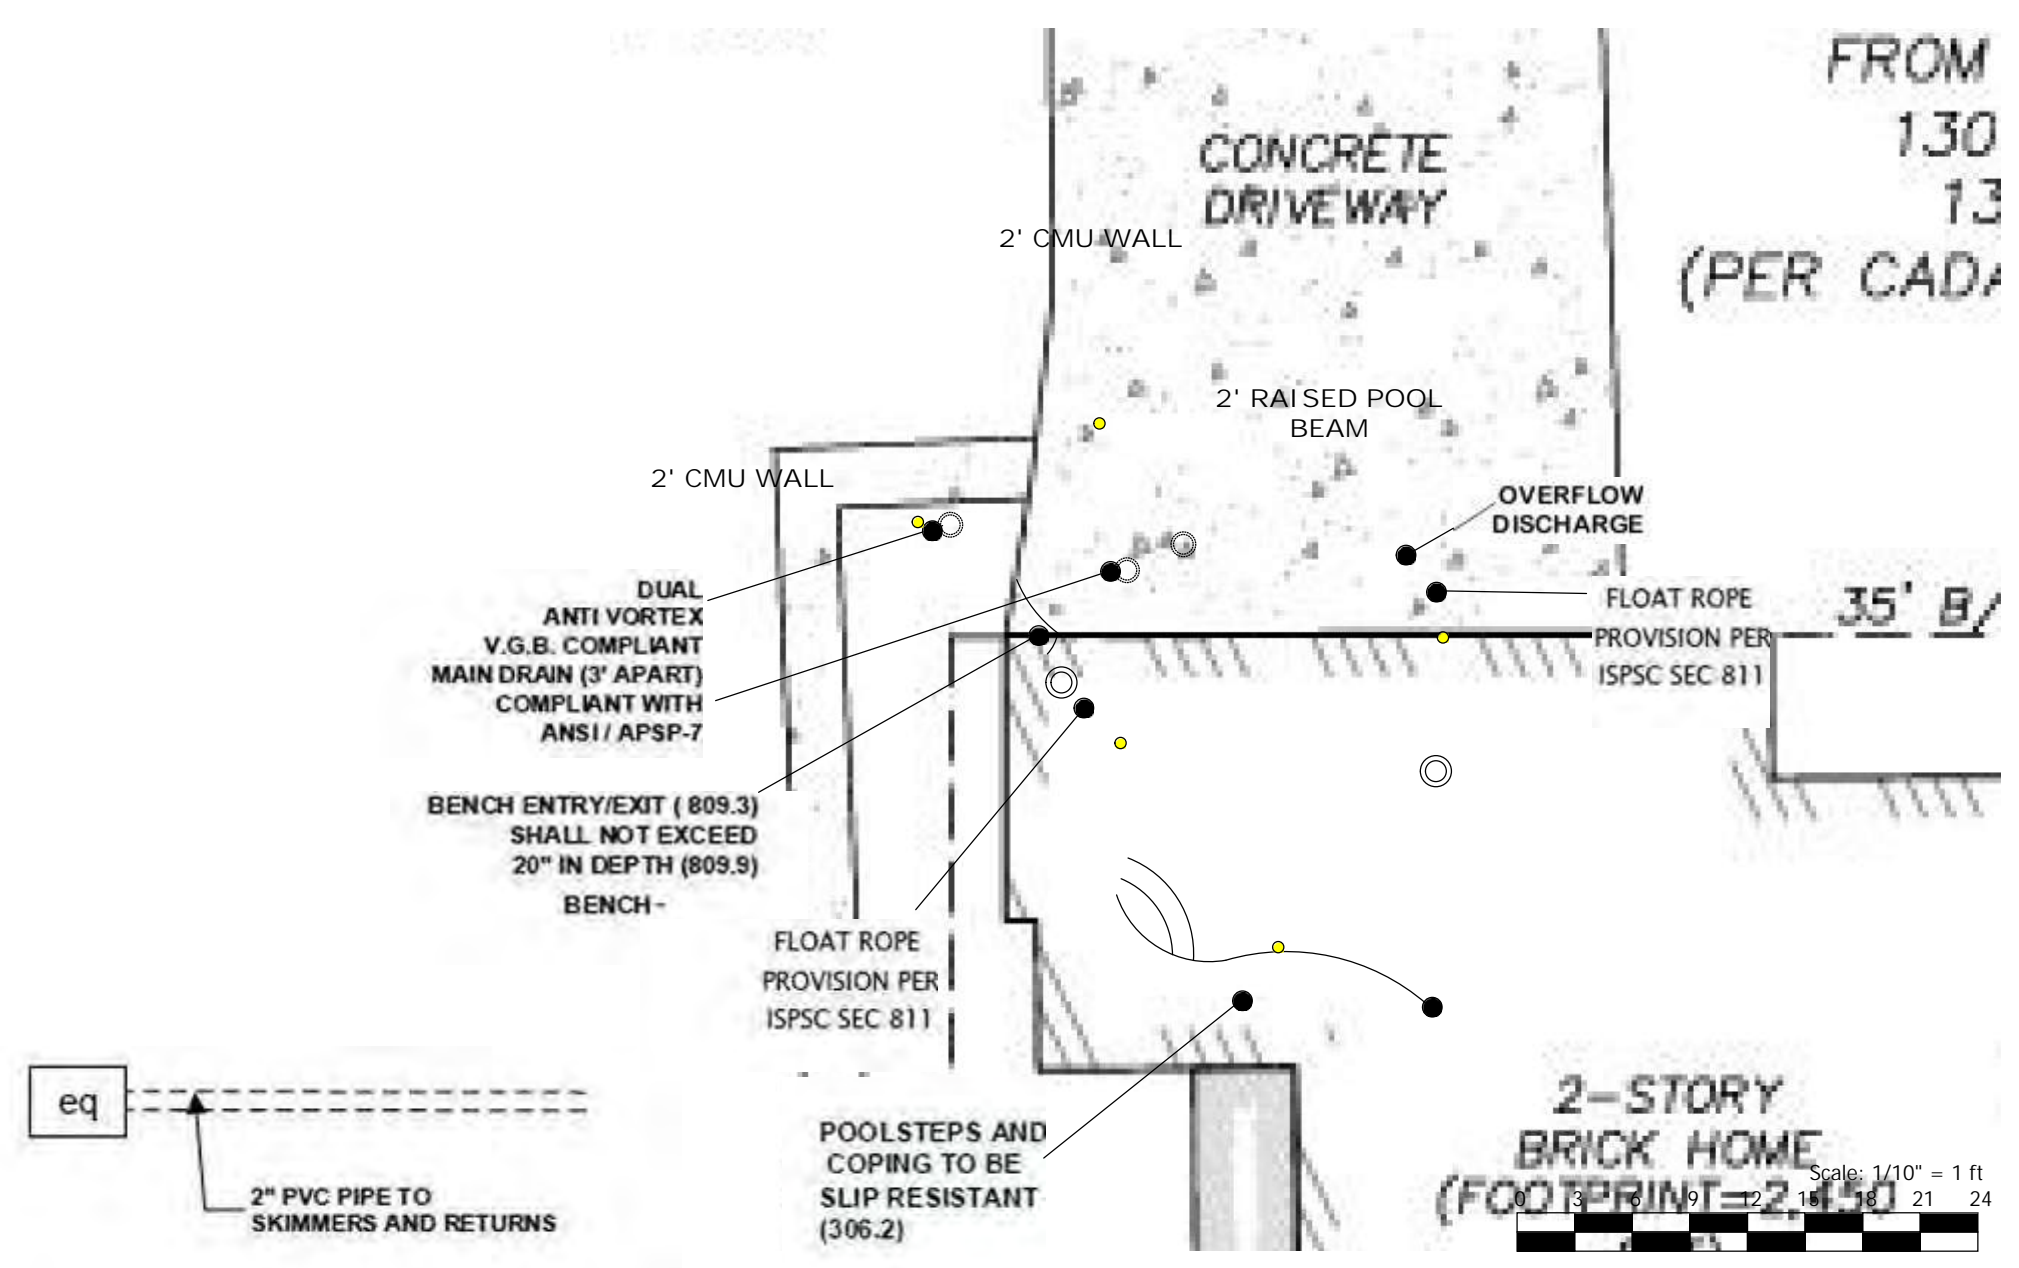 FROM
130
13
(PER CADA
CONCRETE
DRIVEWAY
2' CMU WALL
2' RAISED POOL
BEAM
2' CMU WALL
OVERFLOW
DISCHARGE
DUAL
ANTI VORTEX
V.G.B. COMPLIANT
MAIN DRAIN (3' APART)
COMPLIANT WITH
ANSI / APSP-7
FLOAT ROPE
PROVISION PER
ISPSC SEC 811
35' B/
BENCH ENTRY/EXIT ( 809.3)
SHALL NOT EXCEED
20" IN DEPTH (809.9)
BENCH-
FLOAT ROPE
PROVISION PER
ISPSC SEC 811
eq
2" PVC PIPE TO
SKIMMERS AND RETURNS
POOLSTEPS AND
COPING TO BE
SLIP RESISTANT
(306.2)
2-STORY
BRICK HOME
Scale: 1/10" = 1 ft
(FOOTPRINT=2,450
0 3 6 9 12 15 18 21 24